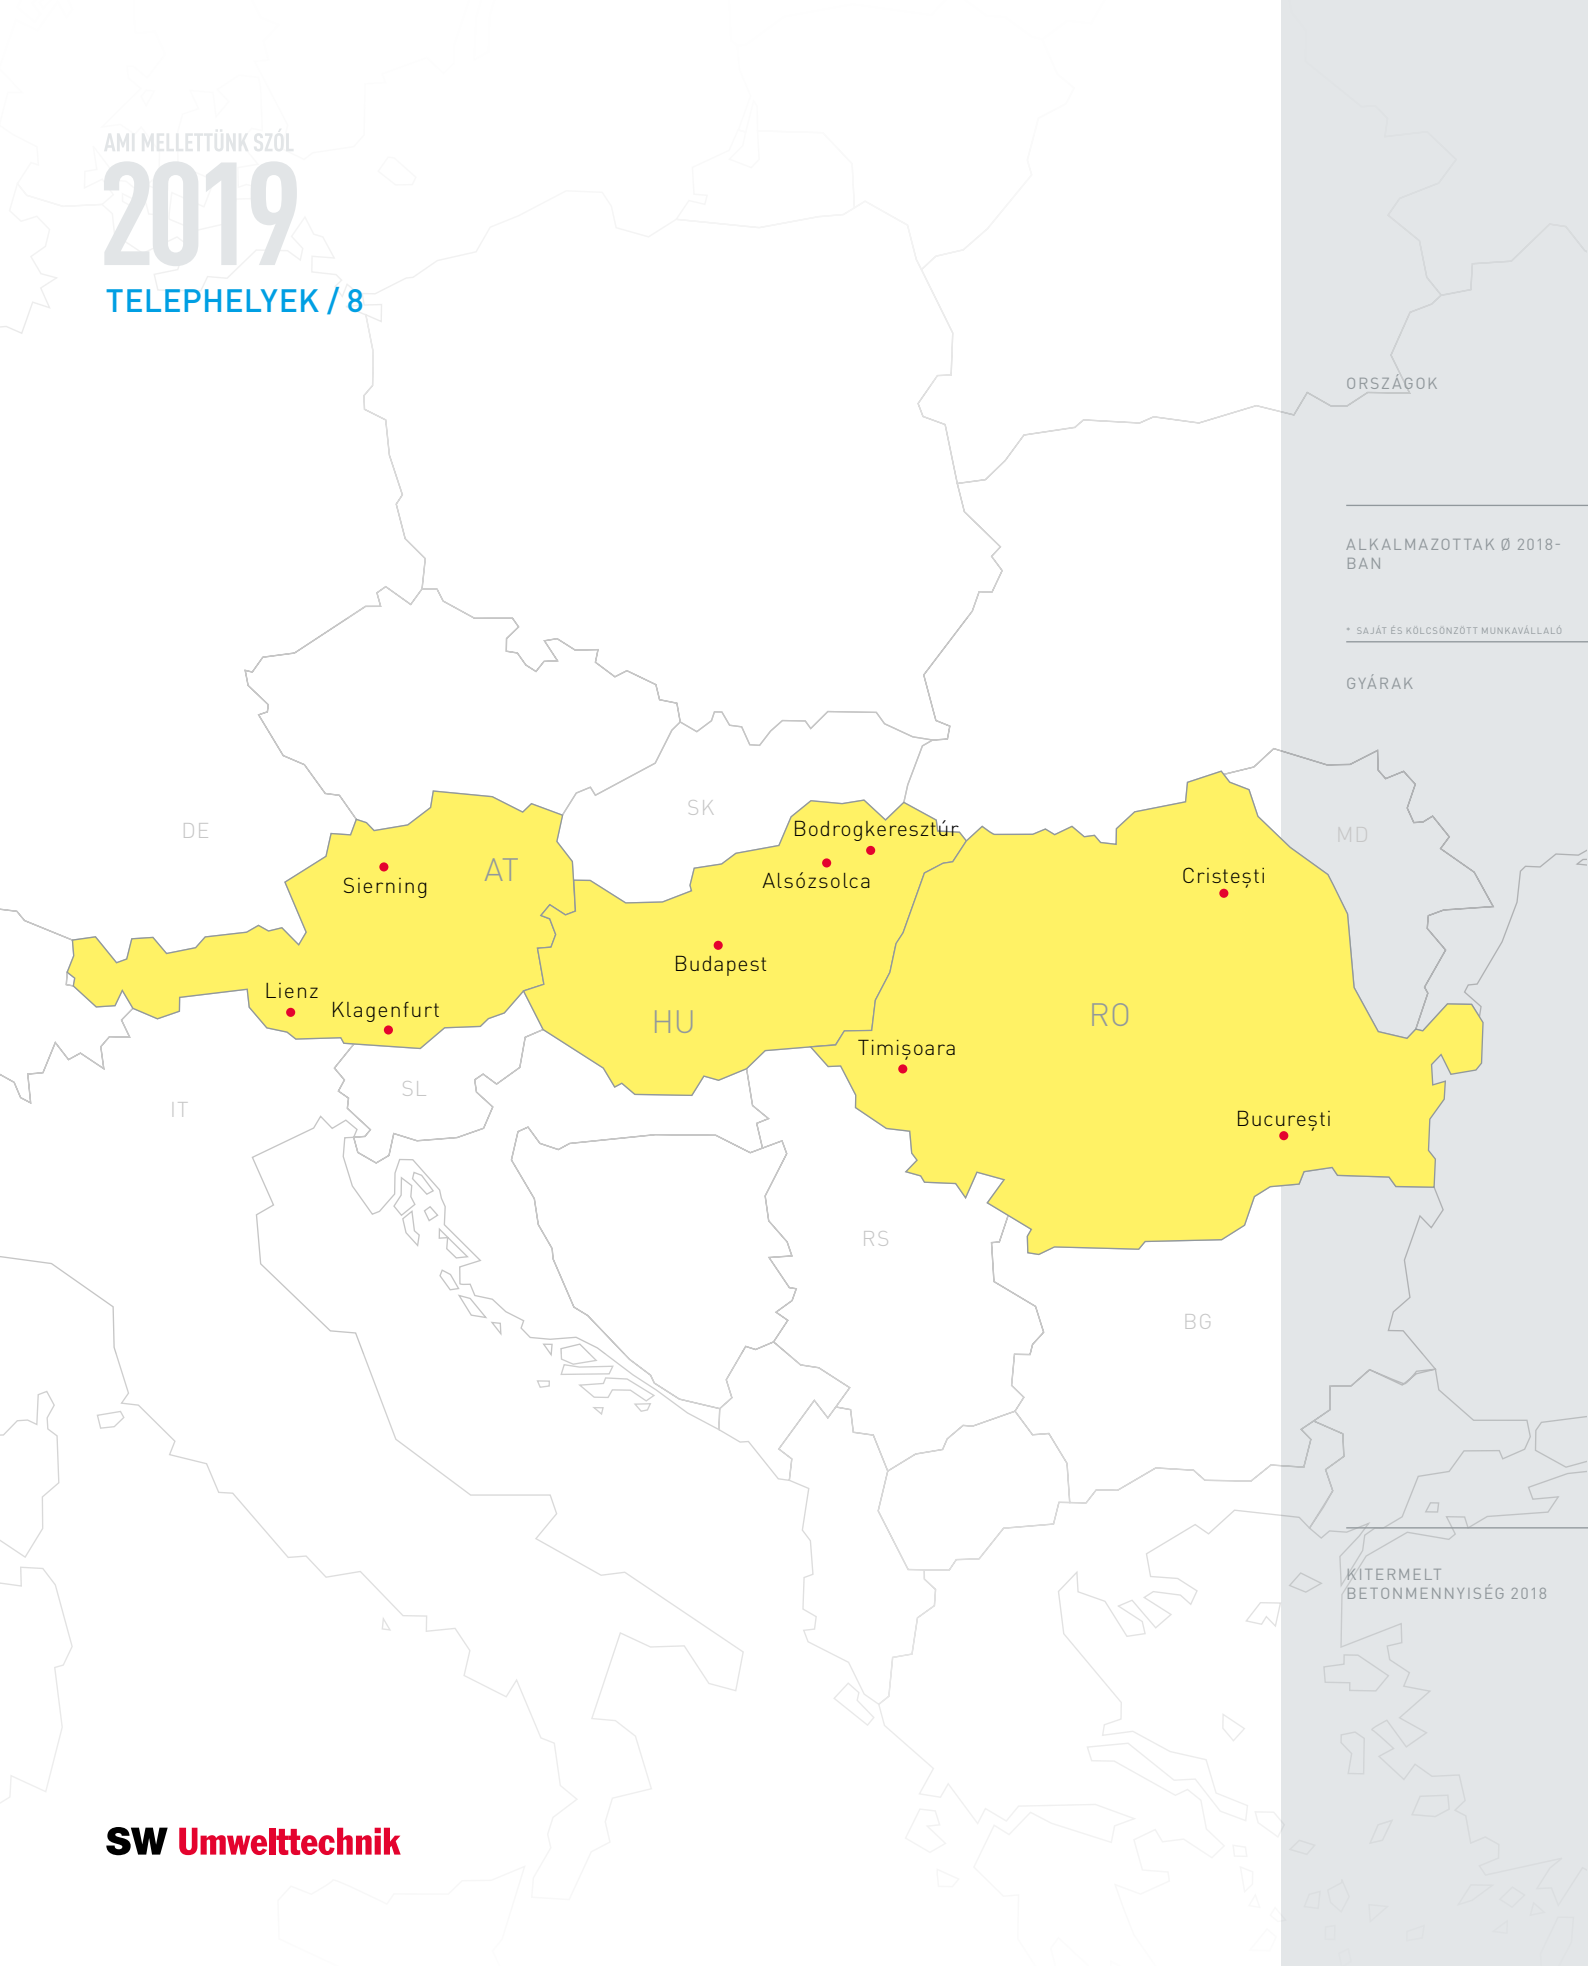 AMI MELLETTÜNK SZÓL
2019
TELEPHELYEK / 8
ORSZÁGOK
ALKALMAZOTTAK Ø 2018-
BAN
* SAJÁT ÉS KÖLCSÖNZÖTT MUNKAVÁLLALÓ
GYÁRAK
SK
DE
Bodrogkeresztúr
MD
AT
Sierning
Alsózsolca
Cristești
Budapest
Lienz
Klagenfurt
HU
RO
Timișoara
SL
IT
București
RS
BG
KITERMELT
BETONMENNYISÉG 2018
SW Umwelttechnik